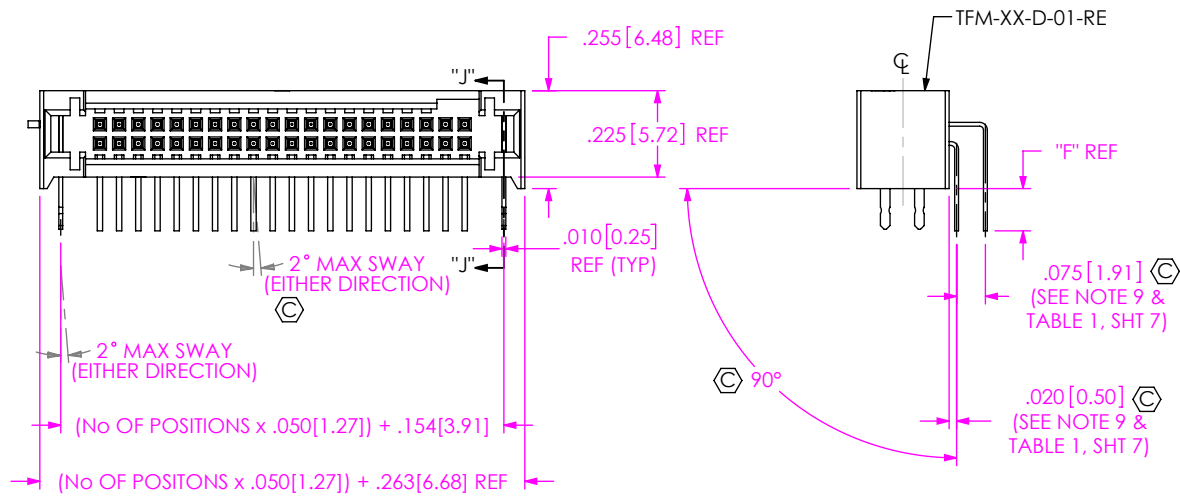 TFM-XX-D-01-RE
.255 [6.48] REF
"J"
.225 [5.72] REF
"F" REF
.010 [0.25]
REF (TYP)
2° MAX SWAY
(EITHER DIRECTION)
C
"J"
.075 [1.91] C
(SEE NOTE 9 &
TABLE 1, SHT 7)
2° MAX SWAY
(EITHER DIRECTION)
C 90°
.020 [0.50] C
(SEE NOTE 9 &
TABLE 1, SHT 7)
(No OF POSITIONS x .050[1.27]) + .154[3.91]
(No OF POSITONS x .050[1.27]) + .263[6.68] REF